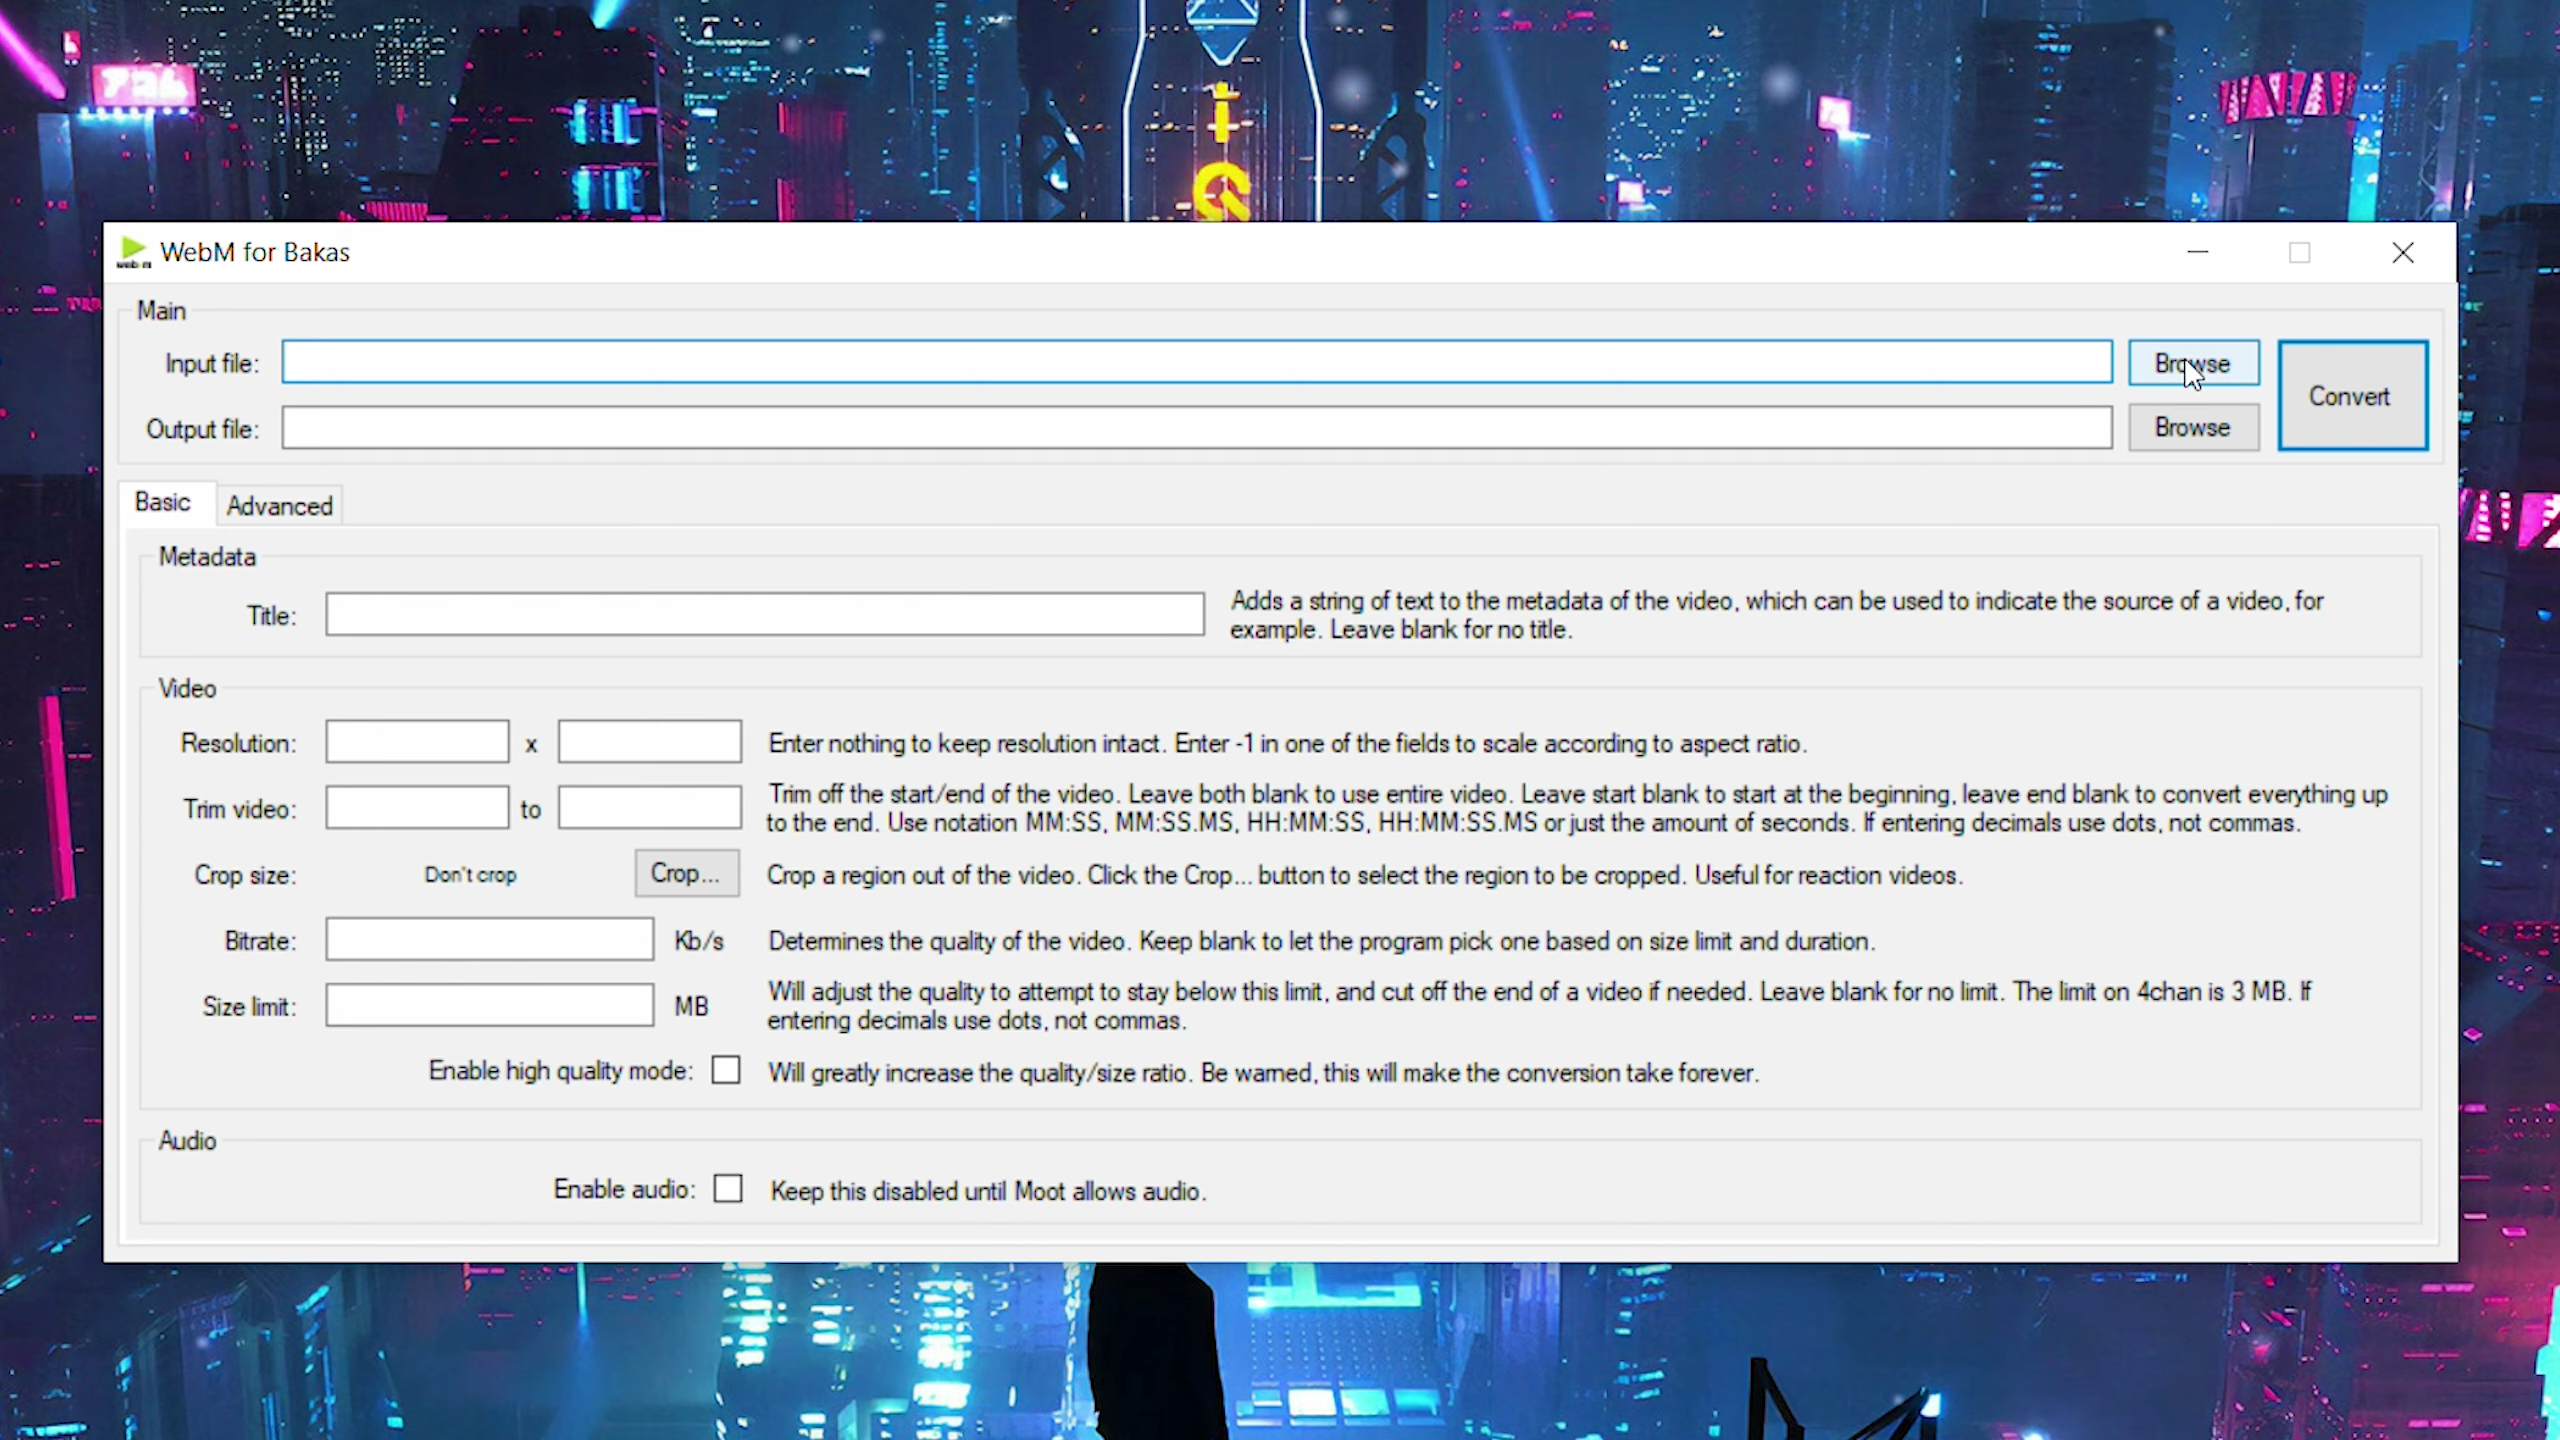 アコム
WebM for Bakas
Main
Input file:
Browse
Convert
Output file:
Browse
Basic
Advanced
Metadata
Title:
Adds a string of text to the metadata of the video, which can be used to indicate the source of a video, for
example. Leave blank for no title.
Video
Resolution:
x
Enter nothing to keep resolution intact. Enter -1 in one of the fields to scale according to aspect ratio.
Trim video:
to
Trim off the start/end of the video. Leave both blank to use entire video. Leave start blank to start at the beginning, leave end blank to convert everything up
to the end. Use notation MM:SS, MM:SS.MS, HH:MM:SS, HH:MM:SS.MS or just the amount of seconds. If entering decimals use dots, not commas.
Crop size:
Don't crop
Crop...
Crop a region out of the video. Click the Crop... button to select the region to be cropped. Useful for reaction videos.
Bitrate:
Kb/s
Determines the quality of the video. Keep blank to let the program pick one based on size limit and duration.
Size limit:
MB
Will adjust the quality to attempt to stay below this limit, and cut off the end of a video if needed. Leave blank for no limit. The limit on 4chan is 3 MB. If
entering decimals use dots, not commas.
Enable high quality mode:
Will greatly increase the quality/size ratio. Be warned, this will make the conversion take forever.
Audio
Enable audio:
Keep this disabled until Moot allows audio.